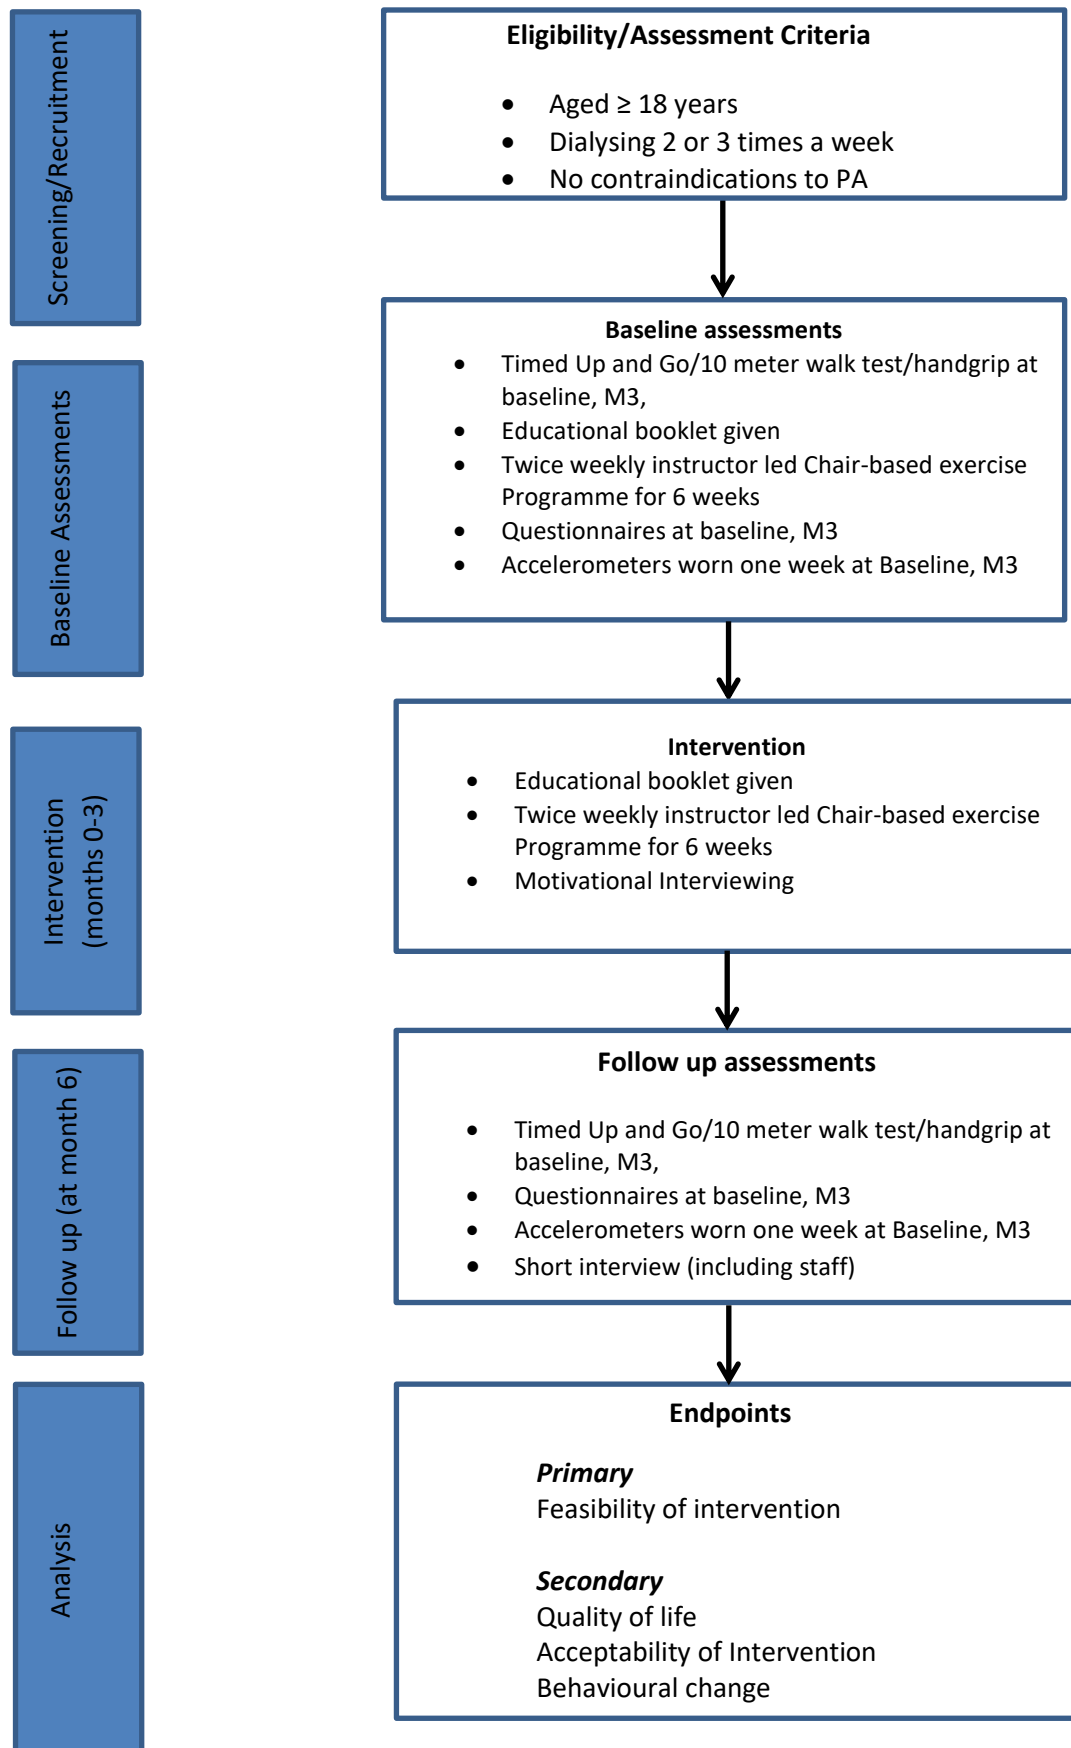 Screening/Recruitment
Eligibility/Assessment Criteria
• Aged ≥ 18 years
• Dialysing 2 or 3 times a week
• No contraindications to PA
Baseline Assessments
Baseline assessments
• Timed Up and Go/10 meter walk test/handgrip at
baseline, M3,
• Educational booklet given
• Twice weekly instructor led Chair-based exercise
Programme for 6 weeks
• Questionnaires at baseline, M3
• Accelerometers worn one week at Baseline, M3
Intervention
(months 0-3)
Intervention
• Educational booklet given
• Twice weekly instructor led Chair-based exercise
Programme for 6 weeks
• Motivational Interviewing
Follow up (at month 6)
Follow up assessments
• Timed Up and Go/10 meter walk test/handgrip at
baseline, M3,
• Questionnaires at baseline, M3
• Accelerometers worn one week at Baseline, M3
• Short interview (including staff)
Analysis
Endpoints
Primary
Feasibility of intervention
Secondary
Quality of life
Acceptability of Intervention
Behavioural change